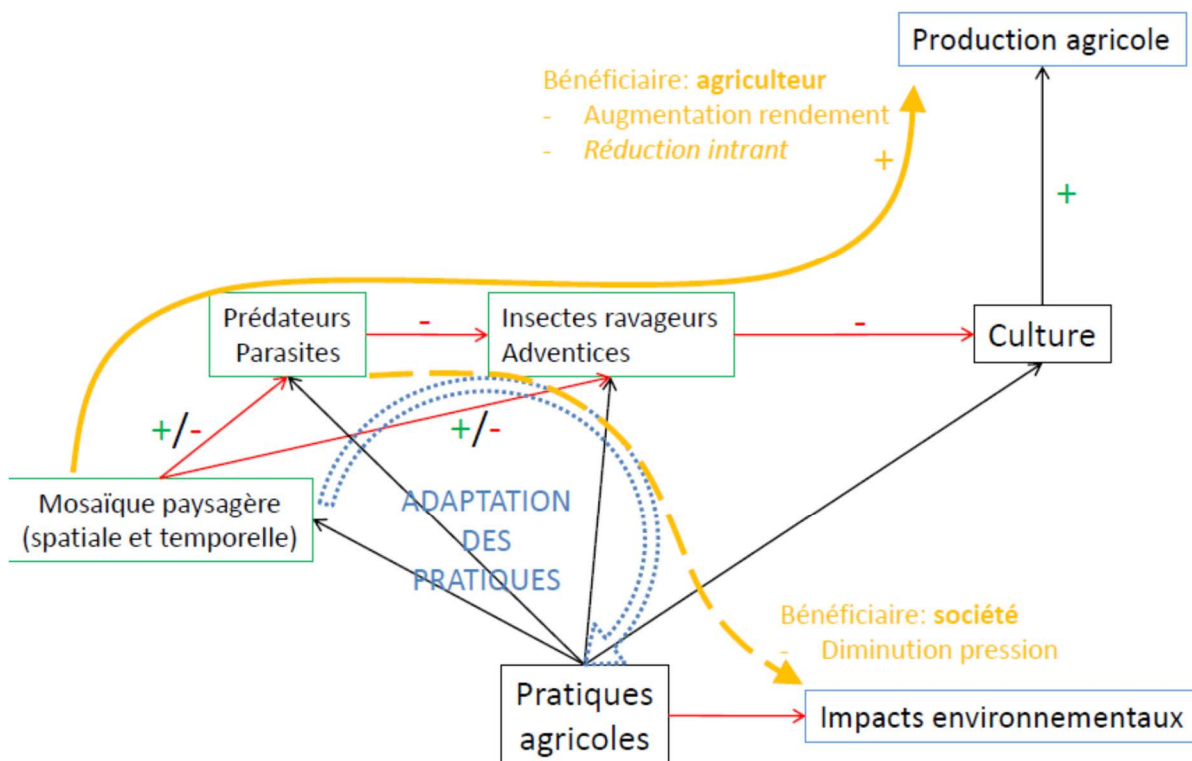 Production agricole
Bénéficiaire: agriculteur
- Augmentation rendement
- Réduction intrant
+
+
Prédateurs
Parasites
-
Insectes ravageurs
Adventices
-
Culture
+/-
+/-
Mosaïque paysagère
(spatiale et temporelle)
ADAPTATION
DES
PRATIQUES
Bénéficiaire: société
- Diminution pression
Pratiques
agricoles
Impacts environnementaux